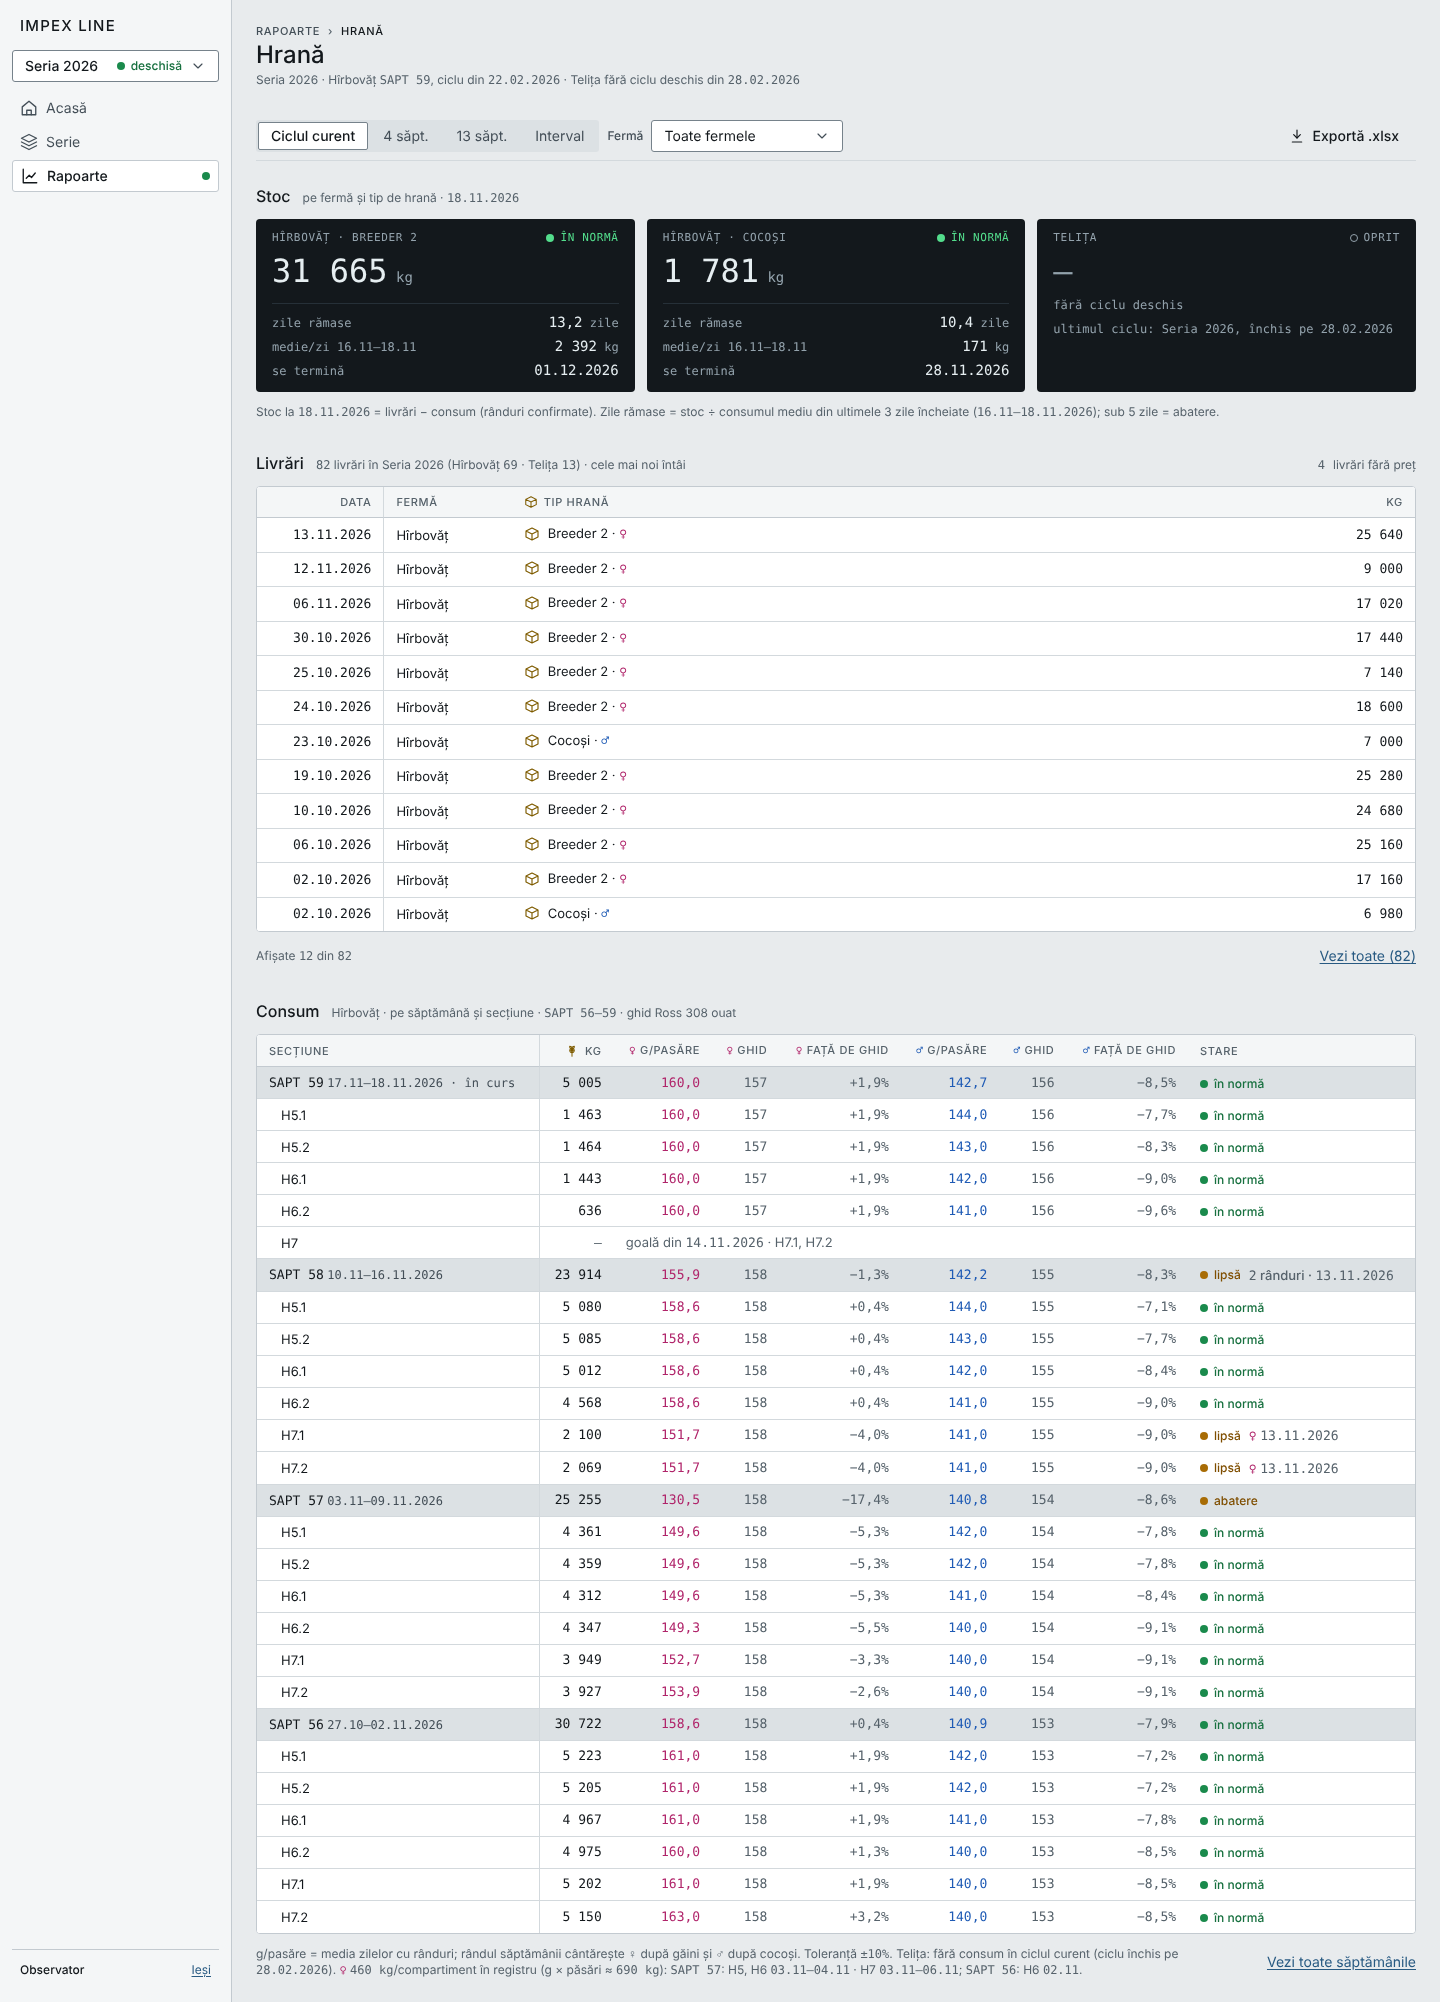 IMPEX LINE
Seria 2026 deschisă
Acasă
Serie
Rapoarte
Observator Ieși
RAPOARTE › HRANĂ
Hrană
Seria 2026 · Hîrbovăț SAPT 59, ciclu din 22.02.2026 · Telița fără ciclu deschis din 28.02.2026
Ciclul curent 4 săpt. 13 săpt. Interval Fermă Toate fermele Exportă .xlsx
Stoc pe fermă și tip de hrană · 18.11.2026
HÎRBOVĂȚ · BREEDER 2 ÎN NORMĂ
31 665 kg
zile rămase 13,2 zile
medie/zi 16.11–18.11 2 392 kg
se termină 01.12.2026
HÎRBOVĂȚ · COCOȘI ÎN NORMĂ
1 781 kg
zile rămase 10,4 zile
medie/zi 16.11–18.11 171 kg
se termină 28.11.2026
TELIȚA OPRIT
—
fără ciclu deschis
ultimul ciclu: Seria 2026, închis pe 28.02.2026
Stoc la 18.11.2026 = livrări − consum (rânduri confirmate). Zile rămase = stoc ÷ consumul mediu din ultimele 3 zile încheiate (16.11–18.11.2026); sub 5 zile = abatere.
Livrări 82 livrări în Seria 2026 (Hîrbovăț 69 · Telița 13) · cele mai noi întâi 4 livrări fără preț
DATA FERMĂ TIP HRANĂ KG
13.11.2026 Hîrbovăț Breeder 2 · ♀ 25 640
12.11.2026 Hîrbovăț Breeder 2 · ♀ 9 000
06.11.2026 Hîrbovăț Breeder 2 · ♀ 17 020
30.10.2026 Hîrbovăț Breeder 2 · ♀ 17 440
25.10.2026 Hîrbovăț Breeder 2 · ♀ 7 140
24.10.2026 Hîrbovăț Breeder 2 · ♀ 18 600
23.10.2026 Hîrbovăț Cocoși · ♂ 7 000
19.10.2026 Hîrbovăț Breeder 2 · ♀ 25 280
10.10.2026 Hîrbovăț Breeder 2 · ♀ 24 680
06.10.2026 Hîrbovăț Breeder 2 · ♀ 25 160
02.10.2026 Hîrbovăț Breeder 2 · ♀ 17 160
02.10.2026 Hîrbovăț Cocoși · ♂ 6 980
Afișate 12 din 82 Vezi toate (82)
Consum Hîrbovăț · pe săptămână și secțiune · SAPT 56–59 · ghid Ross 308 ouat
SECȚIUNE KG ♀ G/PASĂRE ♀ GHID ♀ FAȚĂ DE GHID ♂ G/PASĂRE ♂ GHID ♂ FAȚĂ DE GHID STARE
SAPT 59 17.11–18.11.2026 · în curs 5 005 160,0 157 +1,9% 142,7 156 −8,5% în normă
H5.1 1 463 160,0 157 +1,9% 144,0 156 −7,7% în normă
H5.2 1 464 160,0 157 +1,9% 143,0 156 −8,3% în normă
H6.1 1 443 160,0 157 +1,9% 142,0 156 −9,0% în normă
H6.2 636 160,0 157 +1,9% 141,0 156 −9,6% în normă
H7 — goală din 14.11.2026 · H7.1, H7.2
SAPT 58 10.11–16.11.2026 23 914 155,9 158 −1,3% 142,2 155 −8,3% lipsă 2 rânduri · 13.11.2026
H5.1 5 080 158,6 158 +0,4% 144,0 155 −7,1% în normă
H5.2 5 085 158,6 158 +0,4% 143,0 155 −7,7% în normă
H6.1 5 012 158,6 158 +0,4% 142,0 155 −8,4% în normă
H6.2 4 568 158,6 158 +0,4% 141,0 155 −9,0% în normă
H7.1 2 100 151,7 158 −4,0% 141,0 155 −9,0% lipsă ♀ 13.11.2026
H7.2 2 069 151,7 158 −4,0% 141,0 155 −9,0% lipsă ♀ 13.11.2026
SAPT 57 03.11–09.11.2026 25 255 130,5 158 −17,4% 140,8 154 −8,6% abatere
H5.1 4 361 149,6 158 −5,3% 142,0 154 −7,8% în normă
H5.2 4 359 149,6 158 −5,3% 142,0 154 −7,8% în normă
H6.1 4 312 149,6 158 −5,3% 141,0 154 −8,4% în normă
H6.2 4 347 149,3 158 −5,5% 140,0 154 −9,1% în normă
H7.1 3 949 152,7 158 −3,3% 140,0 154 −9,1% în normă
H7.2 3 927 153,9 158 −2,6% 140,0 154 −9,1% în normă
SAPT 56 27.10–02.11.2026 30 722 158,6 158 +0,4% 140,9 153 −7,9% în normă
H5.1 5 223 161,0 158 +1,9% 142,0 153 −7,2% în normă
H5.2 5 205 161,0 158 +1,9% 142,0 153 −7,2% în normă
H6.1 4 967 161,0 158 +1,9% 141,0 153 −7,8% în normă
H6.2 4 975 160,0 158 +1,3% 140,0 153 −8,5% în normă
H7.1 5 202 161,0 158 +1,9% 140,0 153 −8,5% în normă
H7.2 5 150 163,0 158 +3,2% 140,0 153 −8,5% în normă
g/pasăre = media zilelor cu rânduri; rândul săptămânii cântărește ♀ după găini și ♂ după cocoși. Toleranță ±10%. Telița: fără consum în ciclul curent (ciclu închis pe
28.02.2026). ♀ 460 kg/compartiment în registru (g × păsări ≈ 690 kg): SAPT 57: H5, H6 03.11–04.11 · H7 03.11–06.11; SAPT 56: H6 02.11.
Vezi toate săptămânile